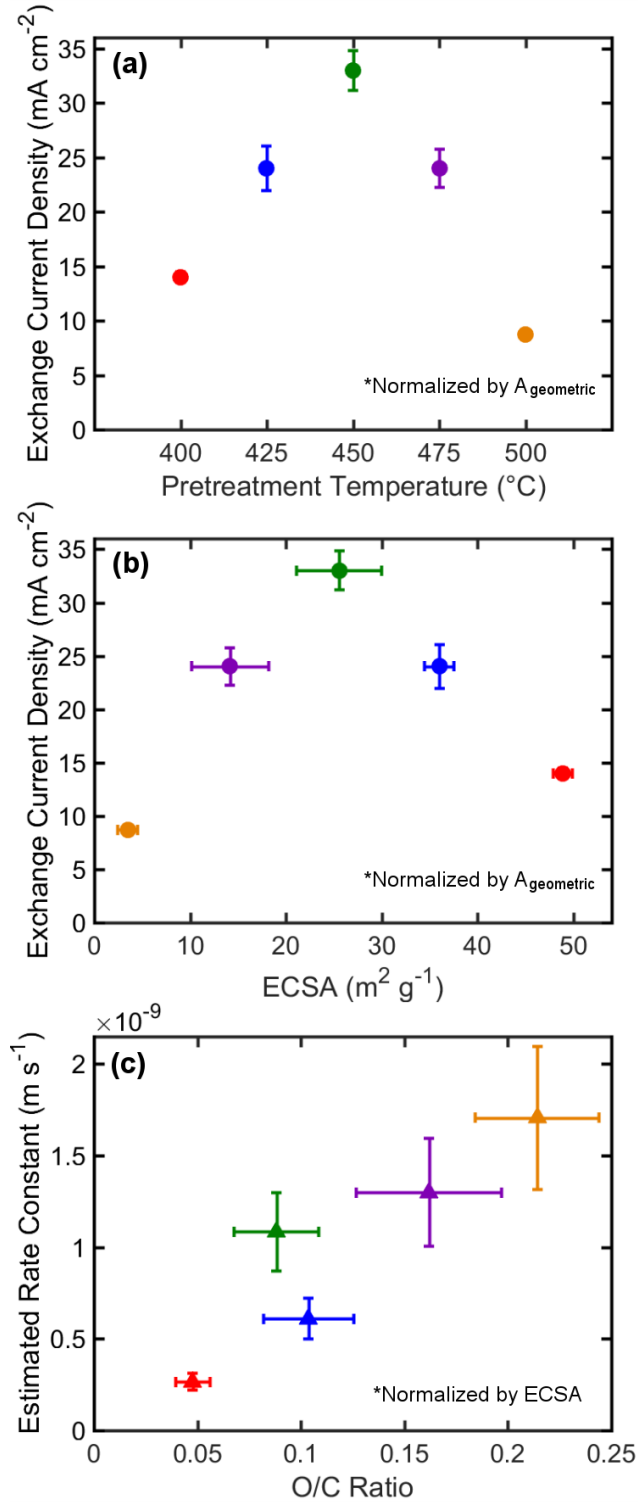 (a)
Exchange Current Density (mA cm⁻²)
35
30
25
20
15
10
5
0
*Normalized by A geometric
400 425 450 475 500
Pretreatment Temperature (°C)
(b)
Exchange Current Density (mA cm⁻²)
35
30
25
20
15
10
5
0
*Normalized by A geometric
0 10 20 30 40 50
ECSA (m² g⁻¹)
×10⁻⁹
(c)
Estimated Rate Constant (m s⁻¹)
2
1.5
1
0.5
0
*Normalized by ECSA
0 0.05 0.1 0.15 0.2 0.25
O/C Ratio